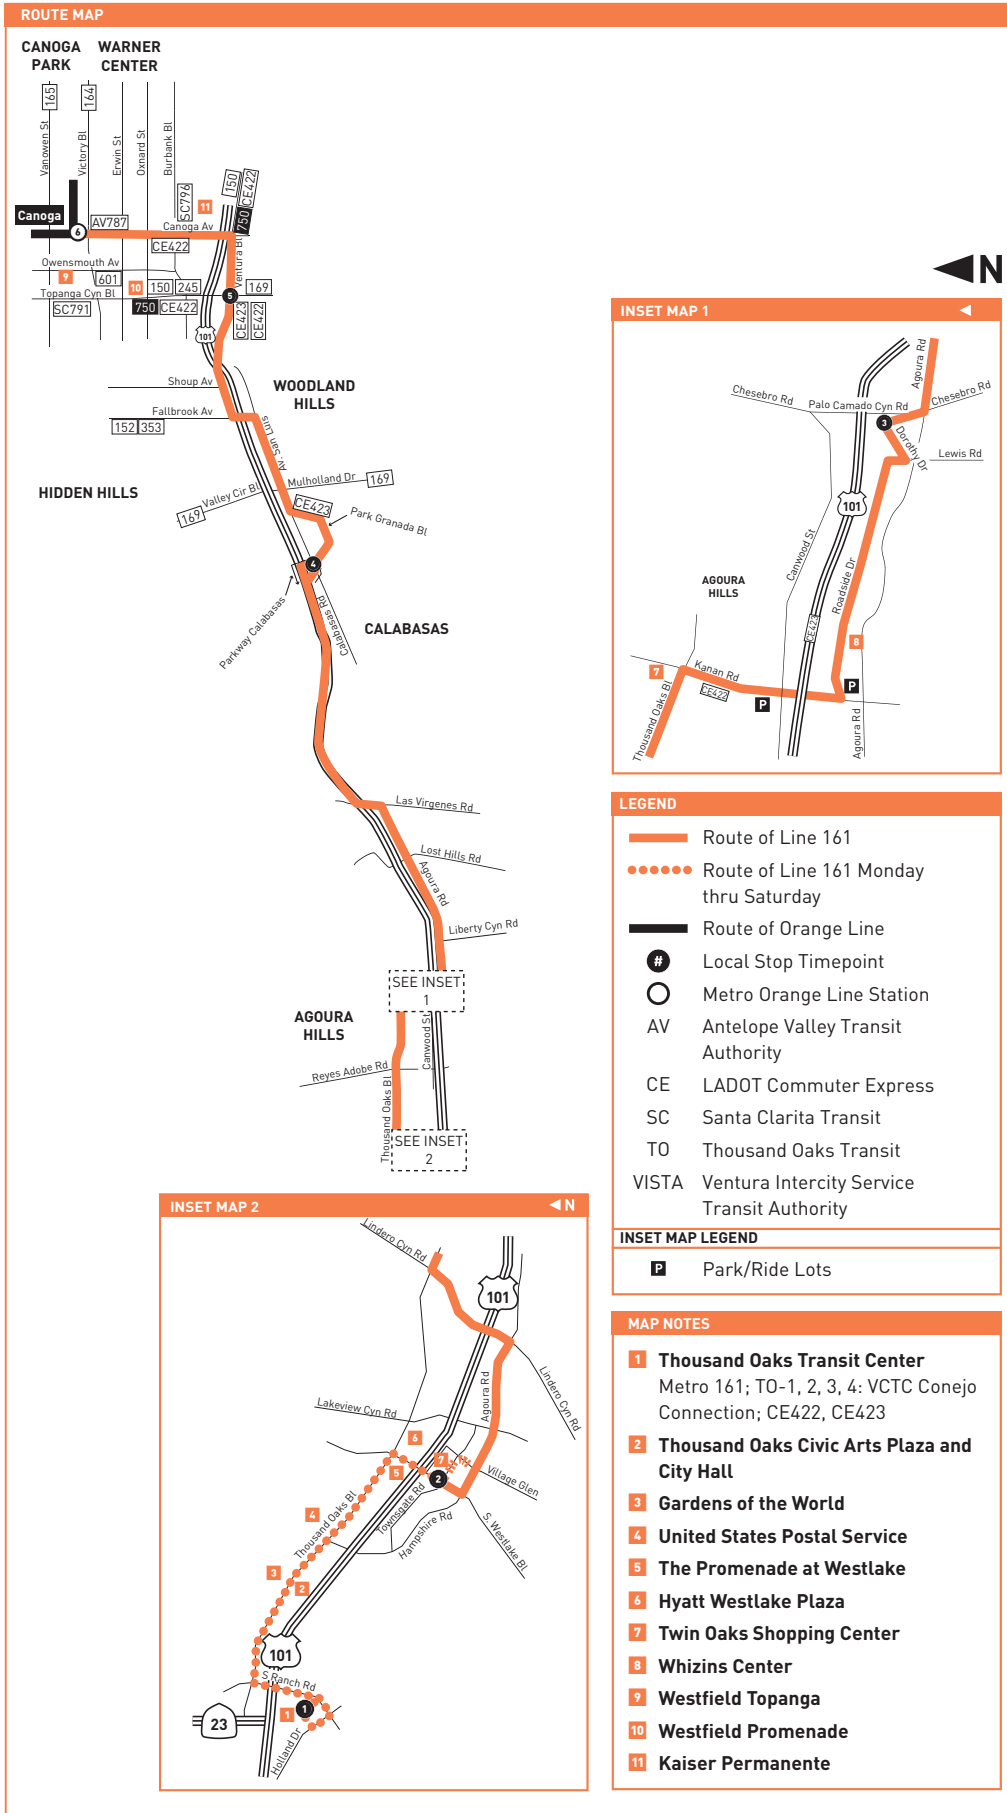 ROUTE MAP
CANOGA
PARK
WARNER
CENTER
165
164
Vanowen St
Victory Bl
Erwin St
Oxnard St
Burbank Bl
SC796
11
150
CE422
750
Canoga
6
AV787
Canoga Av
CE422
Ventura Bl
Owensmouth Av
9
601
10
150
245
5
169
Topanga Cyn Bl
SC791
750
CE422
CE423
CE422
101
N
Shoup Av
WOODLAND
HILLS
Fallbrook Av
152
353
Av. San Luis
HIDDEN HILLS
Valley Cir Bl
Mulholland Dr
169
169
CE423
Park Granada Bl
4
Parkway Calabasas
Calabasas Rd
CALABASAS
Las Virgenes Rd
Lost Hills Rd
Agoura Rd
Liberty Cyn Rd
SEE INSET
1
AGOURA
HILLS
Canwood St
Reyes Adobe Rd
Thousand Oaks Bl
SEE INSET
2
INSET MAP 1
Agoura Rd
Chesebro Rd
Palo Camado Cyn Rd
Chesebro Rd
3
Dorothy Dr
Lewis Rd
101
Canwood St
Roadside Dr
AGOURA
HILLS
CE423
8
7
Kanan Rd
CE422
P
P
Thousand Oaks Bl
Agoura Rd
LEGEND
Route of Line 161
Route of Line 161 Monday
thru Saturday
Route of Orange Line
# Local Stop Timepoint
Metro Orange Line Station
AV Antelope Valley Transit
Authority
CE LADOT Commuter Express
SC Santa Clarita Transit
TO Thousand Oaks Transit
VISTA Ventura Intercity Service
Transit Authority
INSET MAP LEGEND
P Park/Ride Lots
INSET MAP 2
N
Lindero Cyn Rd
101
Lindero Cyn Rd
Agoura Rd
Lakeview Cyn Rd
6
7
5
2
Village Glen
Townsgate Rd
4
Thousand Oaks Bl
Hampshire Rd
S. Westlake Bl
3
2
101
S Ranch Rd
1
1
23
Holland Dr
MAP NOTES
1 Thousand Oaks Transit Center
Metro 161; TO-1, 2, 3, 4: VCTC Conejo
Connection; CE422, CE423
2 Thousand Oaks Civic Arts Plaza and
City Hall
3 Gardens of the World
4 United States Postal Service
5 The Promenade at Westlake
6 Hyatt Westlake Plaza
7 Twin Oaks Shopping Center
8 Whizins Center
9 Westfield Topanga
10 Westfield Promenade
11 Kaiser Permanente